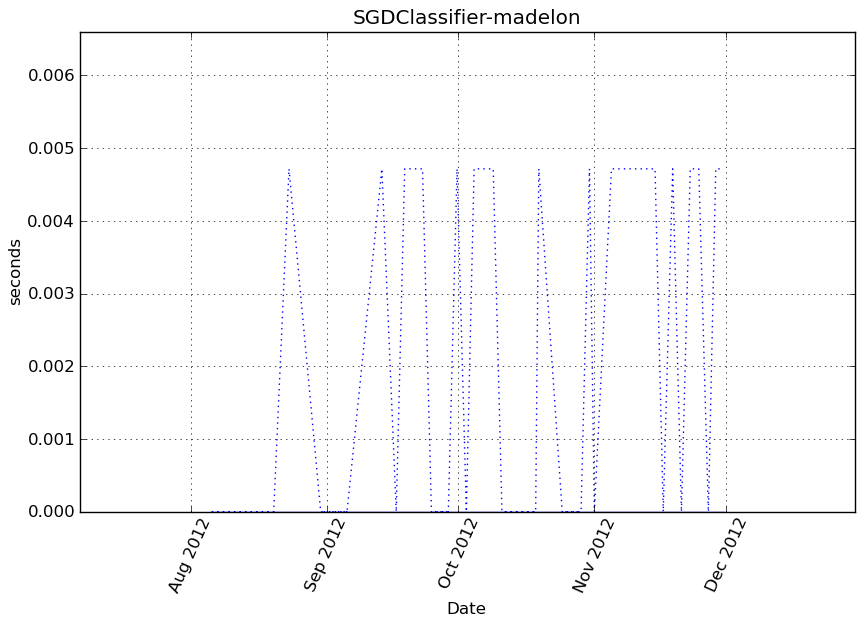 SGDClassifier-madelon
0.006
0.005
0.004
0.003
0.002
0.001
0.000
seconds
Aug 2012
Sep 2012
Oct 2012
Nov 2012
Dec 2012
Date